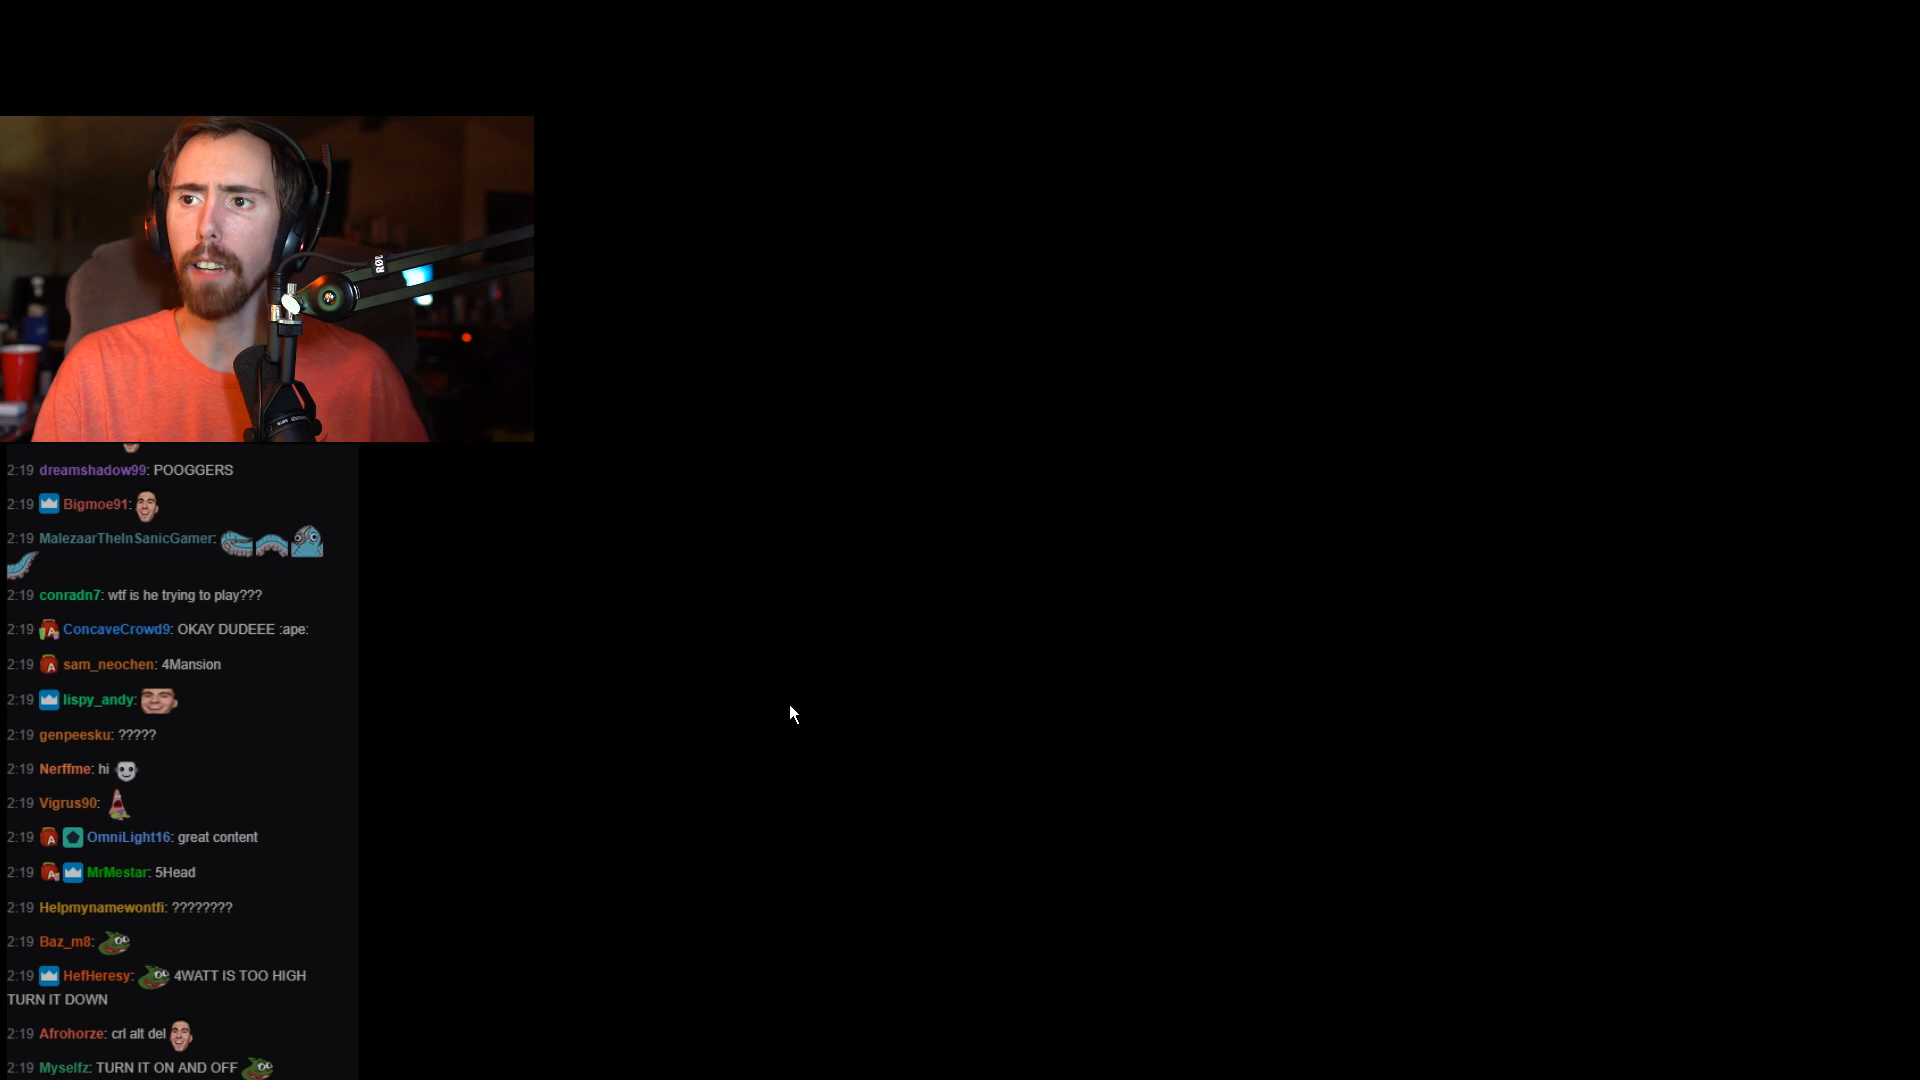 RØD
2:19 dreamshadow99: POOGGERS
2:19 Bigmoe91:
2:19 MalezaarTheInSanicGamer:
2:19 conradn7: wtf is he trying to play???
2:19 A ConcaveCrowd9: OKAY DUDEEE :ape:
2:19 A sam_neochen: 4Mansion
2:19 lispy_andy:
2:19 genpeesku: ?????
2:19 Nerffme: hi
2:19 Vigrus90:
2:19 A OmniLight16: great content
2:19 A MrMestar: 5Head
2:19 Helpmynamewontfi: ????????
2:19 Baz_m8:
2:19 HefHeresy: 4WATT IS TOO HIGH
TURN IT DOWN
2:19 Afrohorze: crl alt del
2:19 Myselfz: TURN IT ON AND OFF